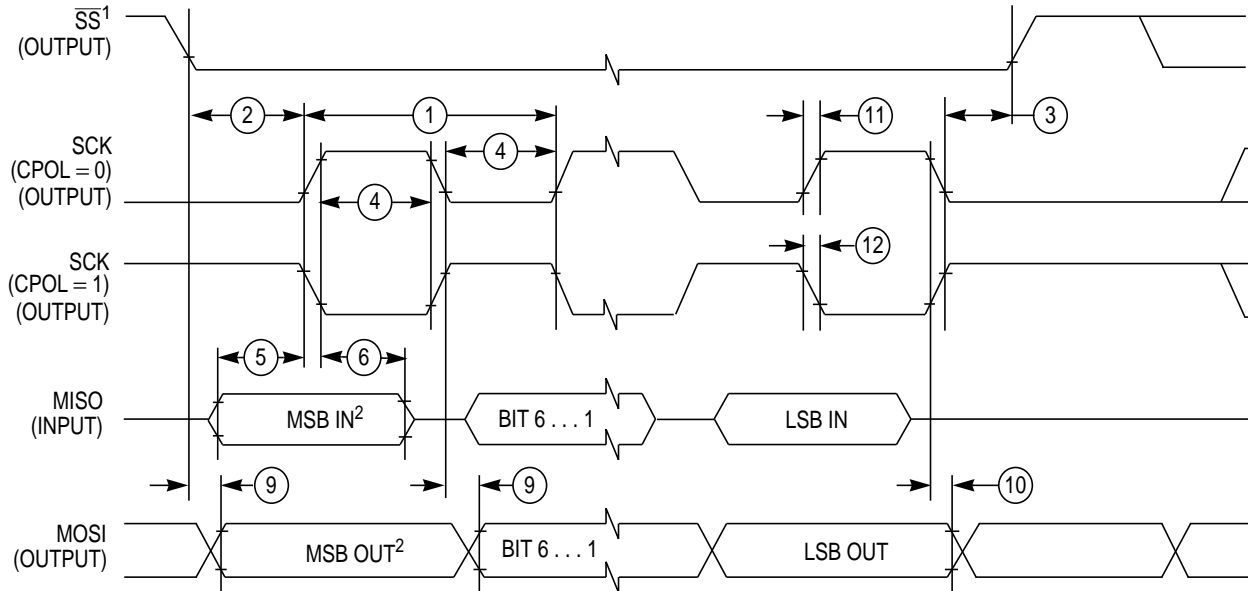 SS¹
(OUTPUT)
2
1
11
3
SCK
(CPOL = 0)
(OUTPUT)
4
4
SCK
(CPOL = 1)
(OUTPUT)
12
5
6
MISO
(INPUT)
MSB IN²
BIT 6 . . . 1
LSB IN
9
9
10
MOSI
(OUTPUT)
MSB OUT²
BIT 6 . . . 1
LSB OUT